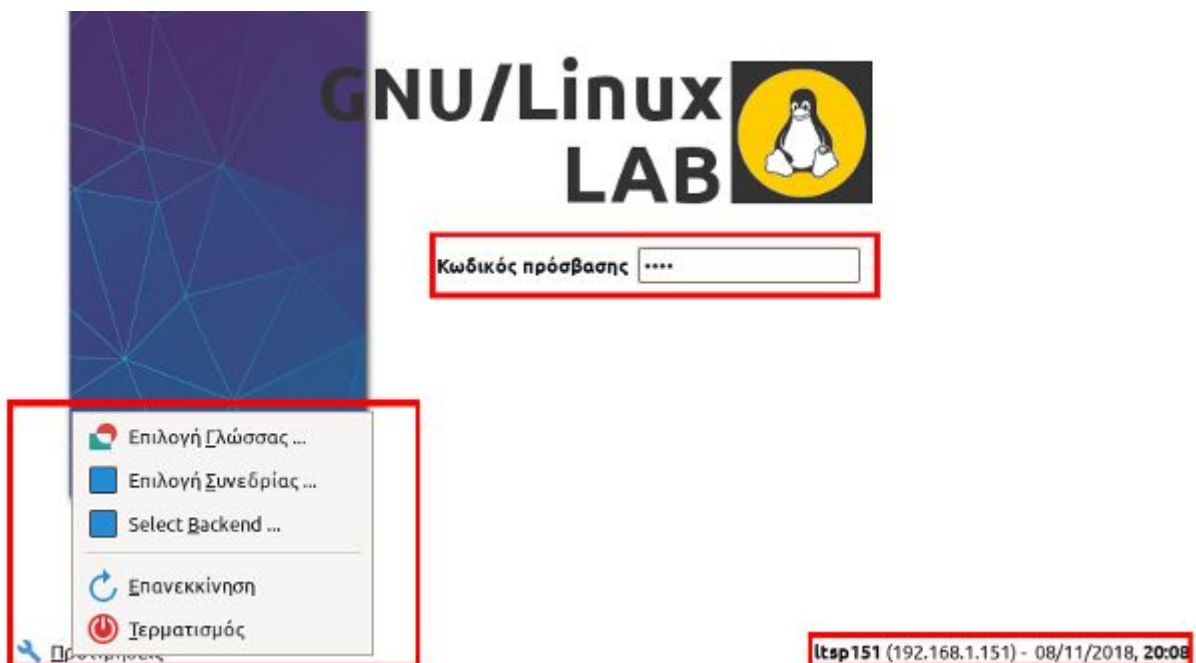 GNU/Linux
LAB
Κωδικός πρόσβασης ····
Επιλογή Γλώσσας ...
Επιλογή Συνεδρίας ...
Select Backend ...
Επανεκκίνηση
Τερματισμός
ltsp151 (192.168.1.151) - 08/11/2018, 20:08